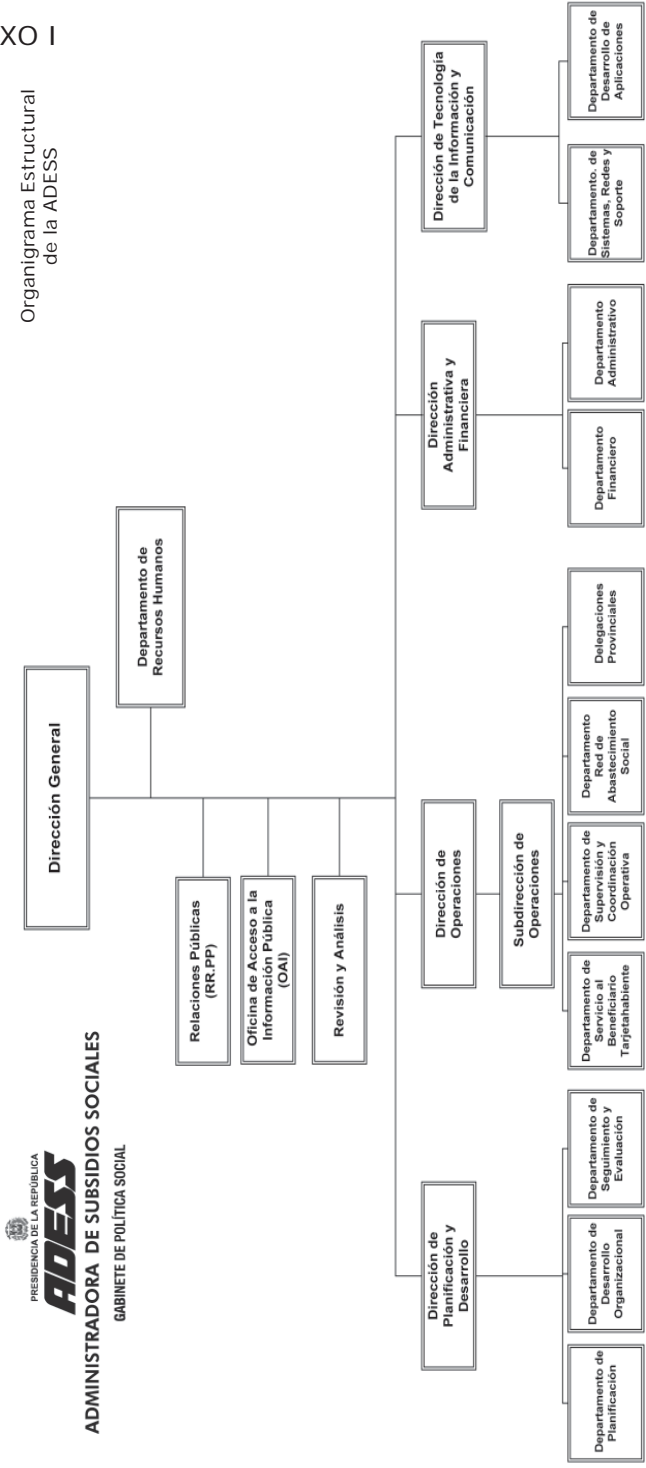 XO I
Organigrama Estructural
de la ADESS
PRESIDENCIA DE LA REPÚBLICA
ADESS
ADMINISTRADORA DE SUBSIDIOS SOCIALES
GABINETE DE POLÍTICA SOCIAL
Dirección General
Departamento de
Recursos Humanos
Relaciones Públicas
(RR.PP)
Oficina de Acceso a la
Información Pública
(OAI)
Revisión y Análisis
Dirección de
Planificación y
Desarrollo
Dirección de
Operaciones
Dirección
Administrativa y
Financiera
Dirección de Tecnología
de la Información y
Comunicación
Subdirección de
Operaciones
Departamento de
Planificación
Departamento de
Desarrollo
Organizacional
Departamento de
Seguimiento y
Evaluación
Departamento de
Servicio al
Beneficiario
Tarjetahabiente
Departamento de
Supervisión y
Coordinación
Operativa
Departamento
Red de
Abastecimiento
Social
Delegaciones
Provinciales
Departamento
Financiero
Departamento
Administrativo
Departamento. de
Sistemas, Redes y
Soporte
Departamento de
Desarrollo de
Aplicaciones